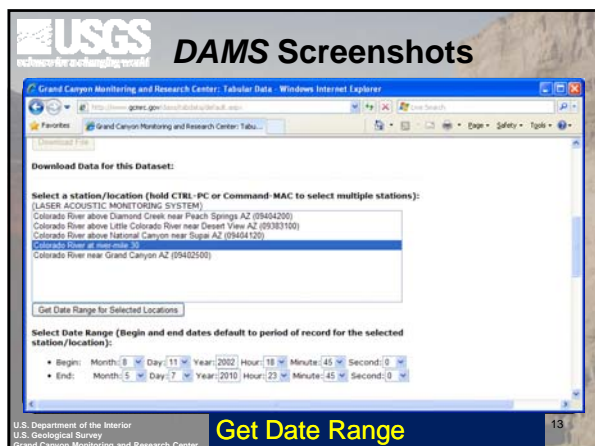 USGS
science for a changing world
DAMS Screenshots
Grand Canyon Monitoring and Research Center: Tabular Data - Windows Internet Explorer
Favorites
Grand Canyon Monitoring and Research Center: Tabu...
Page
Safety
Tools
Download File
Download Data for this Dataset:
Select a station/location (hold CTRL-PC or Command-MAC to select multiple stations):
(LASER ACOUSTIC MONITORING SYSTEM)
Colorado River above Diamond Creek near Peach Springs AZ (09404200)
Colorado River above Little Colorado River near Desert View AZ (09383100)
Colorado River above National Canyon near Supai AZ (09404120)
Colorado River at river-mile 30
Colorado River near Grand Canyon AZ (09402500)
Get Date Range for Selected Locations
Select Date Range (Begin and end dates default to period of record for the selected
station/location):
• Begin: Month: 8 Day: 11 Year: 2002 Hour: 18 Minute: 45 Second: 0
• End: Month: 5 Day: 7 Year: 2010 Hour: 23 Minute: 45 Second: 0
U.S. Department of the Interior
U.S. Geological Survey
Grand Canyon Monitoring and Research Center
Get Date Range
13